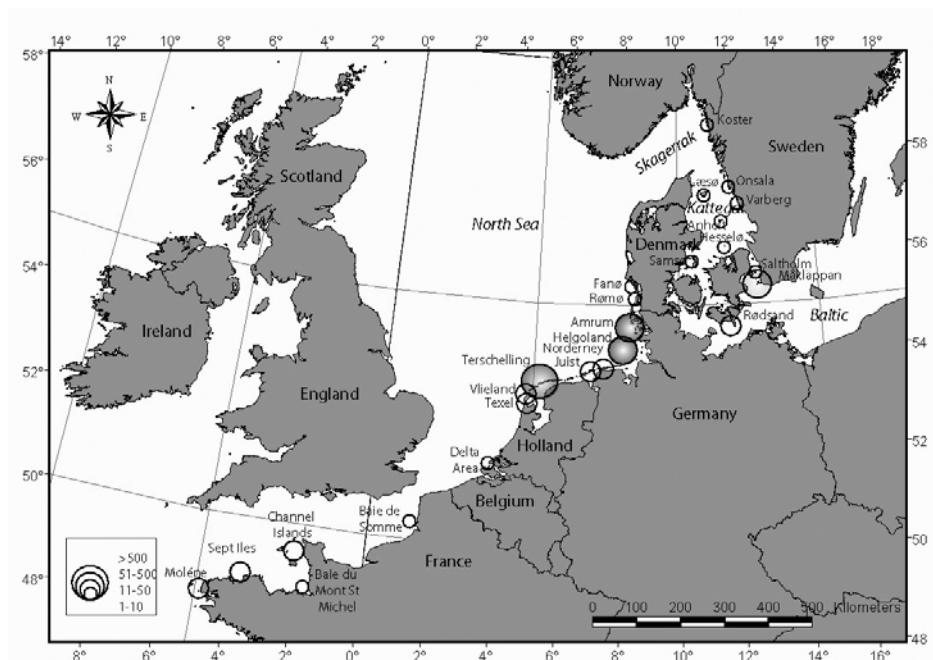 14° 12° 10° 8° 6° 4° 2° 0° 2° 4° 6° 8° 10° 12° 14° 16°
58°
56°
54°
52°
50°
48°
58
56
54
52
50
48
8° 6° 4° 2° 0° 2° 4° 6° 8° 10° 12° 14° 16°
N
W E
S
Norway
Koster
Skagerrak
Sweden
Scotland
Læsø
Onsala
Varberg
North Sea
Anholt
Hesselø
Denmark
Samsø
Saltholm
Måklappan
Fanø
Rømø
Rødsand
Baltic
Amrum
Helgoland
Norderney
Juist
Ireland
Terschelling
England
Vlieland
Texel
Germany
Holland
Delta
Area
Belgium
Baie de
Somme
Channel
Islands
Sept Iles
France
Moléne
Baie du
Mont St
Michel
>500
51-500
11-50
1-10
0 100 200 300 400 500 Kilometers